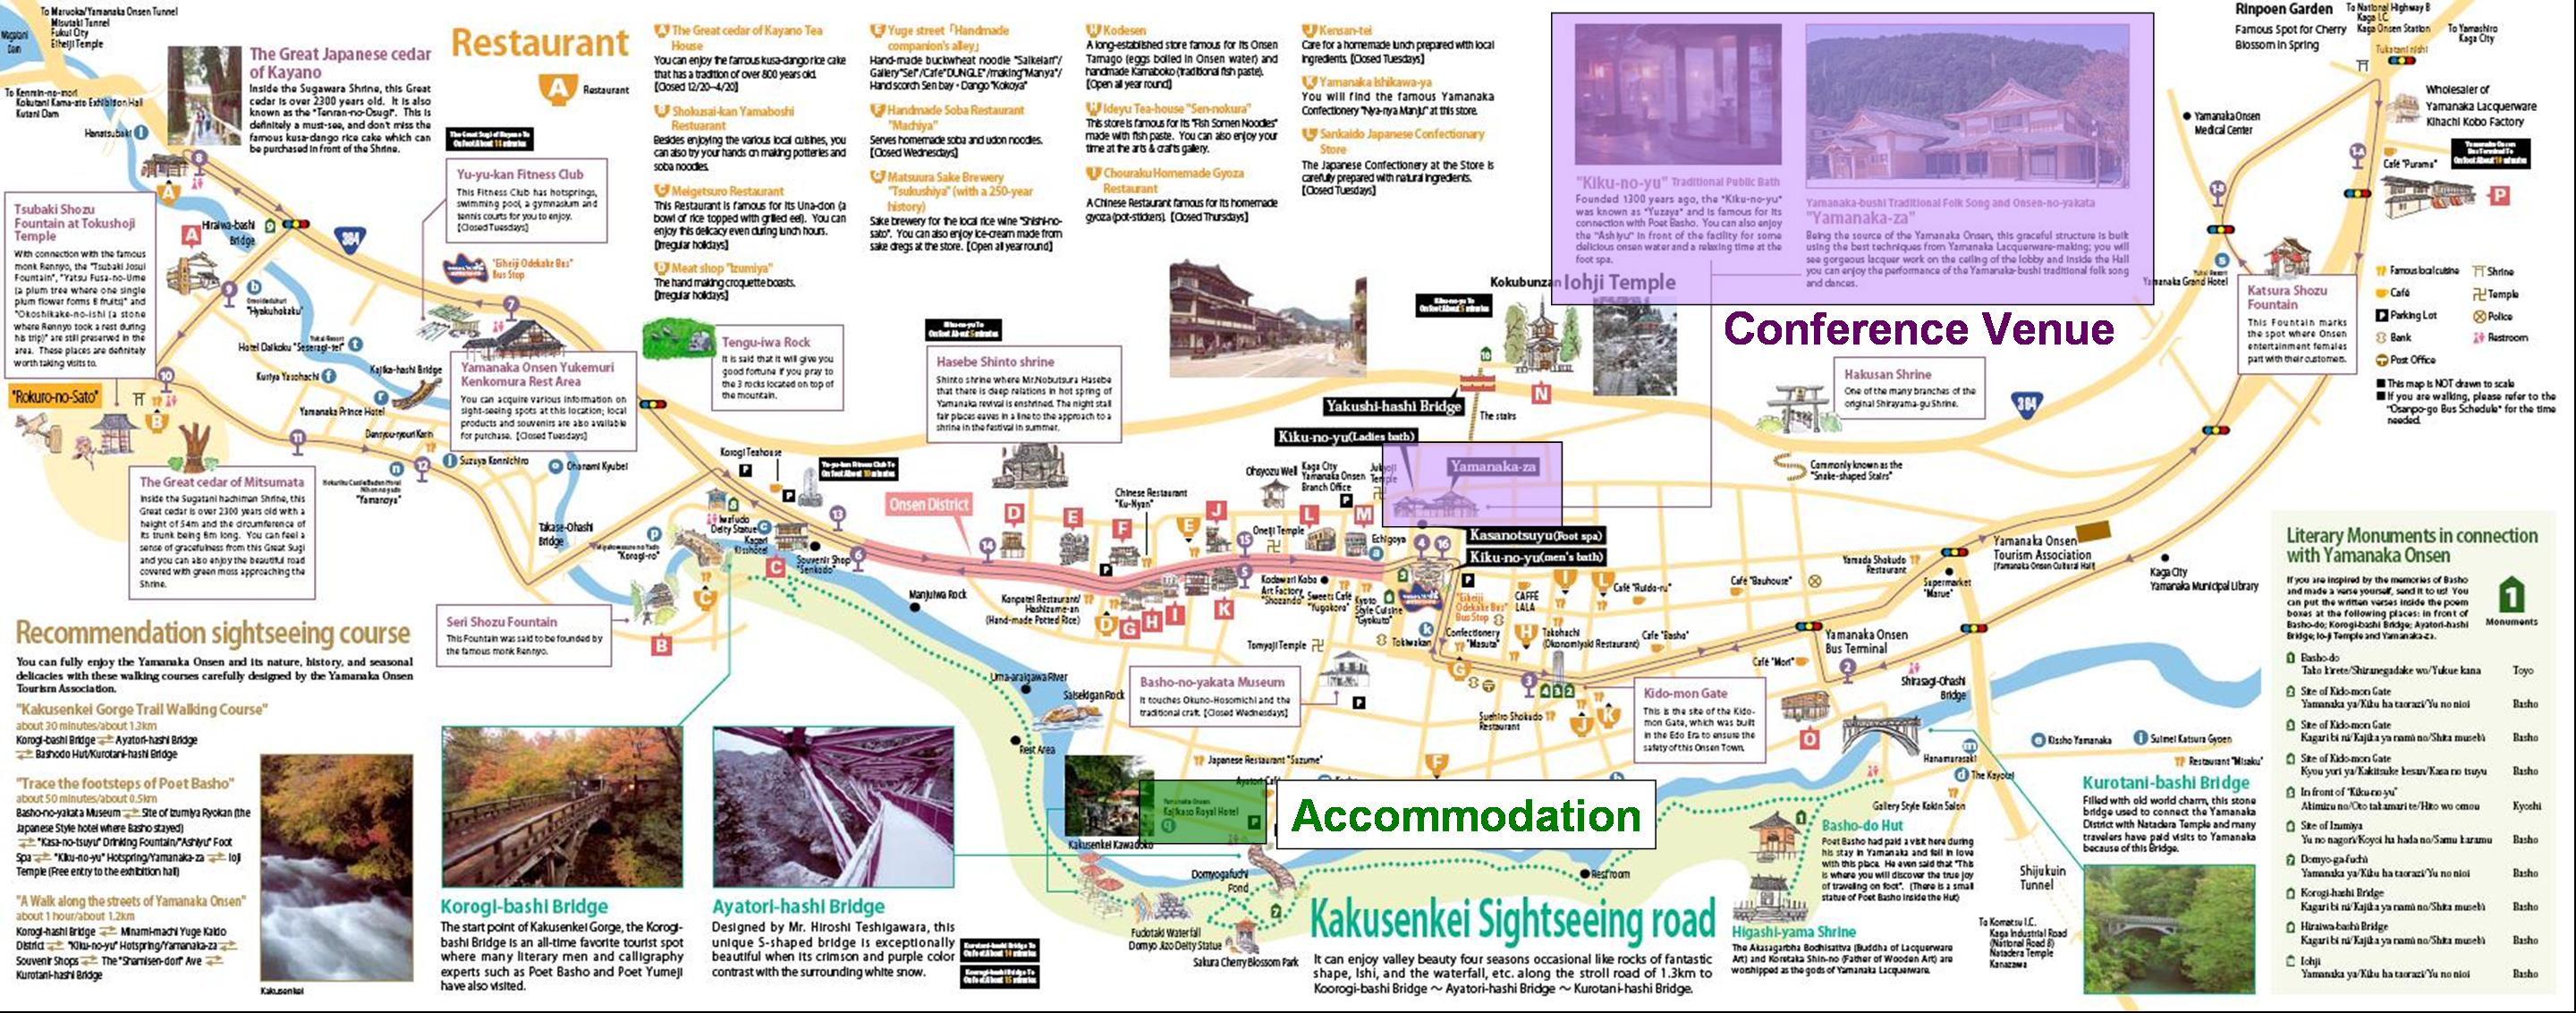 To Maruoka/Yamanaka Onsen Tunnel
Misutaki Tunnel
Fukui City
Eiheiji Temple
Dam
To Kenmin-no-mori
Kokutani Kama-ato Exhibition Hall
Kutani Dam
Hanatsubaki
The Great Japanese cedar
of Kayano
Inside the Sugawara Shrine, this Great
cedar is over 2300 years old. It is also
known as the "Tenran-no-Osugi". This is
definitely a must-see, and don't miss the
famous kusa-dango rice cake which can
be purchased in front of the Shrine.
Restaurant
A Restaurant
A The Great cedar of Kayano Tea
House
You can enjoy the famous kusa-dango rice cake
that has a tradition of over 800 years old.
[Closed 12/20~4/20]
B Shokusai-kan Yamaboshi
Restuarant
Besides enjoying the various local cuisines, you
can also try your hands on making potteries and
soba noodles.
C Meigetsuro Restaurant
This Restaurant is famous for its Una-don (a
bowl of rice topped with grilled eel). You can
enjoy this delicacy even during lunch hours.
[Irregular holidays]
D Meat shop "Izumiya"
The hand making croquette boasts.
[Irregular holidays]
E Yuge street「Handmade
companion's alley」
Hand-made buckwheat noodle "Saikelan"/
Gallery"Sei"/Cafe"DUNGLE"/making"Manya"/
Hand scorch Sen bay・Dango "Kokoya"
F Handmade Soba Restaurant
"Machiya"
Serves homemade soba and udon noodles.
[Closed Wednesdays]
G Matsuura Sake Brewery
"Tsukushiya" (with a 250-year
history)
Sake brewery for the local rice wine "Shishi-no-
sato". You can also enjoy ice-cream made from
sake dregs at the store. [Open all year round]
H Kodesen
A long-established store famous for its Onsen
Tamago (eggs boiled in Onsen water) and
handmade Kamaboko (traditional fish paste).
[Open all year round]
Ideyu Tea-house "Sen-nokura"
This store is famous for its "Fish Somen Noodles"
made with fish paste. You can also enjoy your
time at the arts & crafts gallery.
I Chouraku Homemade Gyoza
Restaurant
A Chinese Restaurant famous for its homemade
gyoza (pot-stickers). [Closed Thursdays]
J Kensan-tei
Care for a homemade lunch prepared with local
ingredients. [Closed Tuesdays]
K Yamanaka Ishikawa-ya
You will find the famous Yamanaka
Confectionery "Nya-nya Manju" at this store.
L Sankaido Japanese Confectionary
Store
The Japanese Confectionery at the Store is
carefully prepared with natural ingredients.
[Closed Tuesdays]
"Kiku-no-yu" Traditional Public Bath
Founded 1300 years ago, the "Kiku-no-yu"
was known as "Yuzaya" and is famous for its
connection with Poet Basho. You can also enjoy
the "Ashiyu" in front of the facility for some
delicious onsen water and a relaxing time at the
foot spa.
Yamanaka-bushi Traditional Folk Song and Onsen-no-yakata
"Yamanaka-za"
Being the source of the Yamanaka Onsen, this graceful structure is built
using the best techniques from Yamanaka Lacquerware-making; you will
see gorgeous lacquer work on the ceiling of the lobby and inside the Hall
you can enjoy the performance of the Yamanaka-bushi traditional folk song
and dances.
Conference Venue
Rinpoen Garden
Famous Spot for Cherry
Blossom in Spring
To National Highway 8
Kaga I.C.
Kaga Onsen Station
To Yamashiro
Kaga City
Yamanaka Onsen
Medical Center
Wholesaler of
Yamanaka Lacquerware
Kihachi Kobo Factory
Café "Purama"
P
Yamanaka Grand Hotel
Katsura Shozu
Fountain
This Fountain marks
the spot where Onsen
entertainment females
part with their customers.
Famous local cuisine
Shrine
Café
Temple
Parking Lot
Police
Bank
Restroom
Post Office
This map is NOT drawn to scale
If you are walking, please refer to the
"Osanpo-go Bus Schedule" for the time
needed.
Tsubaki Shozu
Fountain at Tokushoji
Temple
With connection with the famous
monk Rennyo, the "Tsubaki Josui
Fountain", "Yatsu Fusa-no-Ume
(a plum tree where one single
plum flower forms 8 fruits)" and
"Okoshikake-no-ishi (a stone
where Rennyo took a rest during
his trip)" are still preserved in the
area. These places are definitely
worth taking visits to.
Yu-yu-kan Fitness Club
This Fitness Club has hotsprings,
swimming pool, a gymnasium and
tennis courts for you to enjoy.
[Closed Tuesdays]
"Eiheiji Odekake Bus"
Bus Stop
Hiraiwa-bashi
Bridge
364
"Hyakuhokaku"
Hotel Daikoku "Seseragi-tei"
Kuriya Yasohachi
Kajika-hashi Bridge
Yamanaka Prince Hotel
Yamanaka Onsen Yukemuri
Kenkomura Rest Area
You can acquire various information on
sight-seeing spots at this location; local
products and souvenirs are also available
for purchase. [Closed Tuesdays]
Tengu-iwa Rock
It is said that it will give you
good fortune if you pray to
the 3 rocks located on top of
the mountain.
Hasebe Shinto shrine
Shinto shrine where Mr.Nobutsura Hasebe
that there is deep relations in hot spring of
Yamanaka revival is enshrined. The night stall
fair places eaves in a line to the approach to a
shrine in the festival in summer.
Kokubunzan Iohji Temple
Yakushi-hashi Bridge
The stairs
Kiku-no-yu(Ladies bath)
Yamanaka-za
Hakusan Shrine
One of the many branches of the
original Shirayama-gu Shrine.
364
Commonly known as the
"Snake-shaped Stairs"
"Rokuro-no-Sato"
The Great cedar of Mitsumata
Inside the Sugatani hachiman Shrine, this
Great cedar is over 2300 years old with a
height of 54m and the circumference of
its trunk being 8m long. You can feel a
sense of gracefulness from this Great Sugi
and you can also enjoy the beautiful road
covered with green moss approaching the
Shrine.
"Yamanoya"
Suzuya Konnichiro
Ohanami Kyubei
Korogi Teahouse
Takase-Ohashi
Bridge
"Korogi-ro"
Deity Statue
Souvenir Shop
"Senkado"
Onsen District
Chinese Restaurant
"Ku-Nyan"
Ohsyozu Well
Kaga City
Yamanaka Onsen
Branch Office
Oneiji Temple
Echigoya
Kasanotsuyu(Foot spa)
Kiku-no-yu(men's bath)
Seri Shozu Fountain
This Fountain was said to be founded by
the famous monk Rennyo.
Manjuiwa Rock
Konpatei Restaurant/
Hashizume-an
(Hand-made Potted Rice)
Kodawari Kobo
Art Factory
"Shozando"
Sweets Café
"Yugokoro"
Kyoto
Style Cuisine
"Gyokuto"
Tomyoji Temple
Tokiwakan
"Eiheiji
Odekake Bus"
Bus Stop
CAFFÉ
LALA
Confectionery
"Masuta"
Takohachi
(Okonomiyaki Restaurant)
Café "Ruida-ru"
Café "Bauhouse"
Cafe "Basha"
Café "Mori"
Yamada Shokudo
Restaurant
Supermarket
"Marue"
Yamanaka Onsen
Tourism Association
(Yamanaka Onsen Cultural Hall)
Kaga City
Yamanaka Municipal Library
Yamanaka Onsen
Bus Terminal
Shirasagi-Ohashi
Bridge
Basho-no-yakata Museum
It touches Okuno-Hosomichi and the
traditional craft. [Closed Wednesdays]
Suehiro Shokudo
Restaurant
Kido-mon Gate
This is the site of the Kido-
mon Gate, which was built
in the Edo Era to ensure the
safety of this Onsen Town.
Uma-araigawa River
Saisekigan Rock
Rest Area
Japanese Restaurant "Suzume"
Kajikaso Royal Hotel
Accommodation
Kakusenkei Kawadoko
Domyogafuchi
Pond
Fudotaki Waterfall
Domyo Jizo Deity Statue
Sakura Cherry Blossom Park
Restroom
Recommendation sightseeing course
You can fully enjoy the Yamanaka Onsen and its nature, history, and seasonal
delicacies with these walking courses carefully designed by the Yamanaka Onsen
Tourism Association.
"Kakusenkei Gorge Trail Walking Course"
about 30 minutes/about 1.3km
Korogi-bashi Bridge ⇄ Ayatori-hashi Bridge
⇄ Bashodo Hut/Kurotani-hashi Bridge
"Trace the footsteps of Poet Basho"
about 50 minutes/about 0.5km
Basho-no-yakata Museum ⇄ Site of Izumiya Ryokan (the
Japanese Style hotel where Basho stayed)
⇄ "Kasa-no-tsuyu" Drinking Fountain/"Ashiyu" Foot
Spa ⇄ "Kiku-no-yu" Hotspring/Yamanaka-za ⇄ Ioji
Temple (Free entry to the exhibition hall)
"A Walk along the streets of Yamanaka Onsen"
about 1 hour/about 1.2km
Korogi-hashi Bridge ⇄ Minami-machi Yuge Kaido
District ⇄ "Kiku-no-yu" Hotspring/Yamanaka-za ⇄
Souvenir Shops ⇄ The "Shamisen-dori" Ave ⇄
Kurotani-hashi Bridge
Kakusenkei
Korogi-bashi Bridge
The start point of Kakusenkei Gorge, the Korogi-
bashi Bridge is an all-time favorite tourist spot
where many literary men and calligraphy
experts such as Poet Basho and Poet Yumeji
have also visited.
Ayatori-hashi Bridge
Designed by Mr. Hiroshi Teshigawara, this
unique S-shaped bridge is exceptionally
beautiful when its crimson and purple color
contrast with the surrounding white snow.
Kakusenkei Sightseeing road
It can enjoy valley beauty four seasons occasional like rocks of fantastic
shape, Ishi, and the waterfall, etc. along the stroll road of 1.3km to
Koorogi-bashi Bridge ～ Ayatori-hashi Bridge ～ Kurotani-hashi Bridge.
Gallery Style Kokin Salon
Basho-do Hut
Poet Basho had paid a visit here during
his stay in Yamanaka and fell in love
with this place. He even said that "This
is where you will discover the true joy
of traveling on foot". (There is a small
statue of Poet Basho inside the Hut)
Higashi-yama Shrine
The Akasagarbha Bodhisattva (Buddha of Lacquerware
Art) and Koretaka Shin-no (Father of Wooden Art) are
worshipped as the gods of Yamanaka Lacquerware.
Hanamurasaki
The Kayotei
Kissho Yamanaka
Suimei Katsura Gyoen
Restaurant "Misaku"
Kurotani-bashi Bridge
Filled with old world charm, this stone
bridge used to connect the Yamanaka
District with Natadera Temple and many
travelers have paid visits to Yamanaka
because of this Bridge.
Shijukuin
Tunnel
To Komatsu I.C.
Kaga Industrial Road
(National Road 8)
Natadera Temple
Kanazawa
Literary Monuments in connection
with Yamanaka Onsen
If you are inspired by the memories of Basho
and made a verse yourself, send it to us! You
can put the written verses inside the poem
boxes at the following places: in front of
Basho-do; Korogi-bashi Bridge; Ayatori-hashi
Bridge; Io-ji Temple and Yamanaka-za.
1
Monuments
Basho-do
Tako kirete/Shiranegadake wo/Yukue kana Toyo
Site of Kido-mon Gate
Yamanaka ya/Kiku ha taorazi/Yu no nioi Basho
Site of Kido-mon Gate
Kagari bi ni/Kajika ya nami no/Shita musebi Basho
Site of Kido-mon Gate
Kyou yori ya/Kakitsuke kesan/Kasa no tsuyu Basho
In front of "Kiku-no-yu"
Akimizu no/Oto takamari te/Hito wo omou Kyoshi
Site of Izumiya
Yu no nagori/Koyoi ha hada no/Samu karamu Basho
Domyo-ga-fuchi
Yamanaka ya/Kiku ha taorazi/Yu no nioi Basho
Korogi-hashi Bridge
Kagari bi ni/Kajika ya nami no/Shita musebi Basho
Hiraiwa-bashi Bridge
Kagari bi ni/Kajika ya nami no/Shita musebi Basho
Iohji
Yamanaka ya/Kiku ha taorazi/Yu no nioi Basho